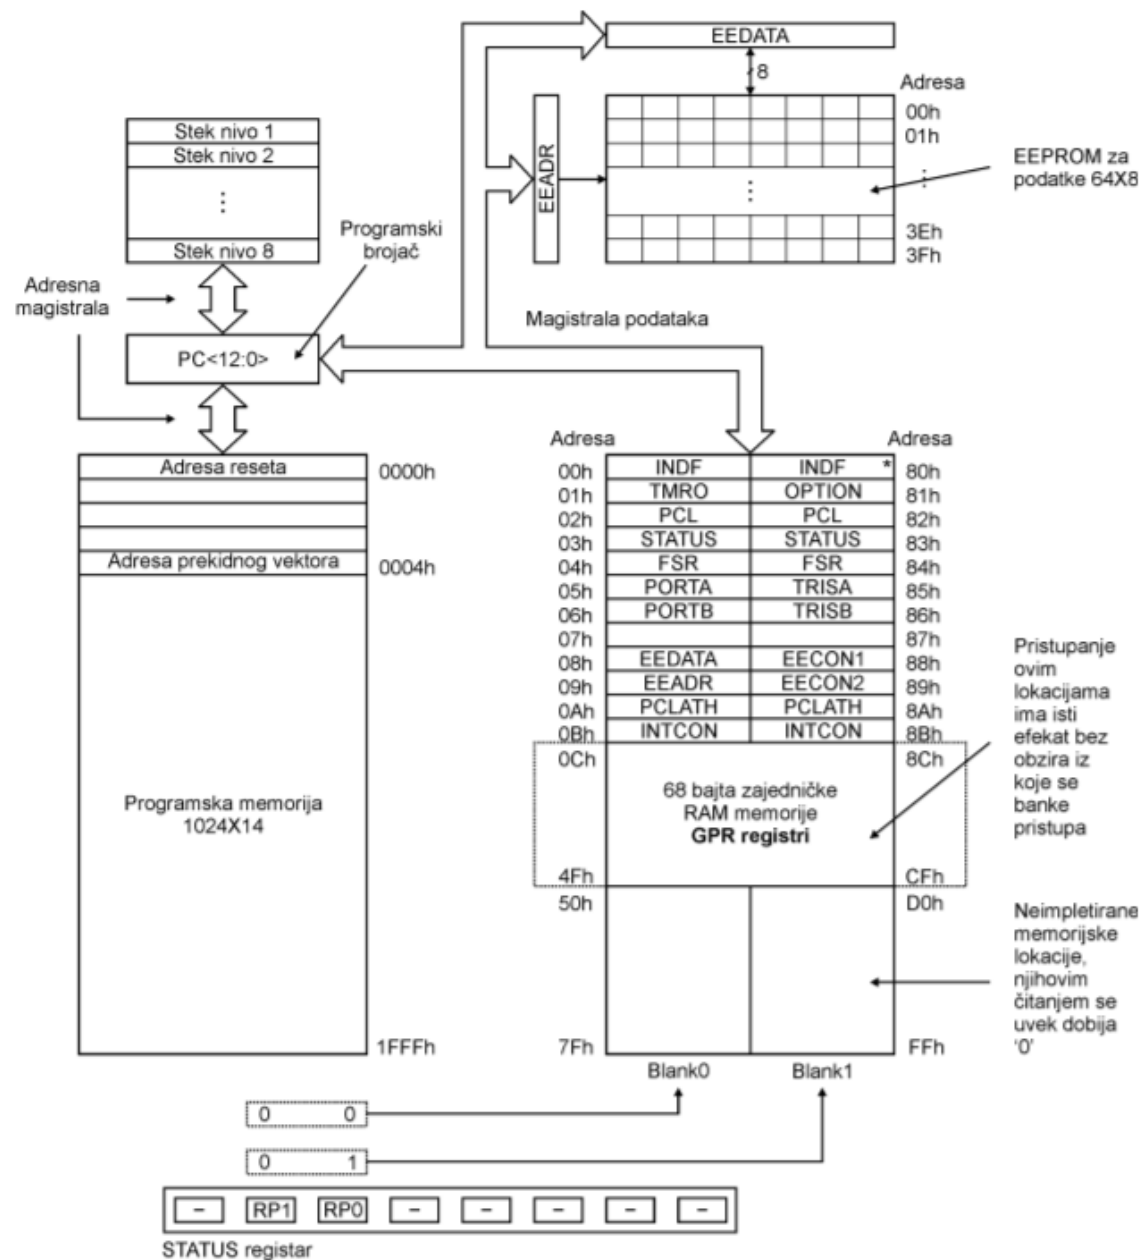 EEDATA
8
Adresa
00h
01h
⋮
3Eh
3Fh
EEPROM za
podatke 64X8
EEADR
⋮
Stek nivo 1
Stek nivo 2
⋮
Stek nivo 8
Programski
brojač
Adresna
magistrala
Magistrala podataka
PC<12:0>
Adresa reseta
0000h
Adresa prekidnog vektora
0004h
Programska memorija
1024X14
1FFFh
Adresa
Adresa
00h INDF INDF * 80h
01h TMRO OPTION 81h
02h PCL PCL 82h
03h STATUS STATUS 83h
04h FSR FSR 84h
05h PORTA TRISA 85h
06h PORTB TRISB 86h
07h 87h
08h EEDATA EECON1 88h
09h EEADR EECON2 89h
0Ah PCLATH PCLATH 8Ah
0Bh INTCON INTCON 8Bh
0Ch 8Ch
68 bajta zajedničke
RAM memorije
GPR registri
4Fh CFh
50h D0h
7Fh FFh
Blank0 Blank1
Pristupanje
ovim
lokacijama
ima isti
efekat bez
obzira iz
koje se
banke
pristupa
Neimpletirane
memorijske
lokacije,
njihovim
čitanjem se
uvek dobija
'0'
0 0
0 1
– RP1 RP0 – – – – –
STATUS registar